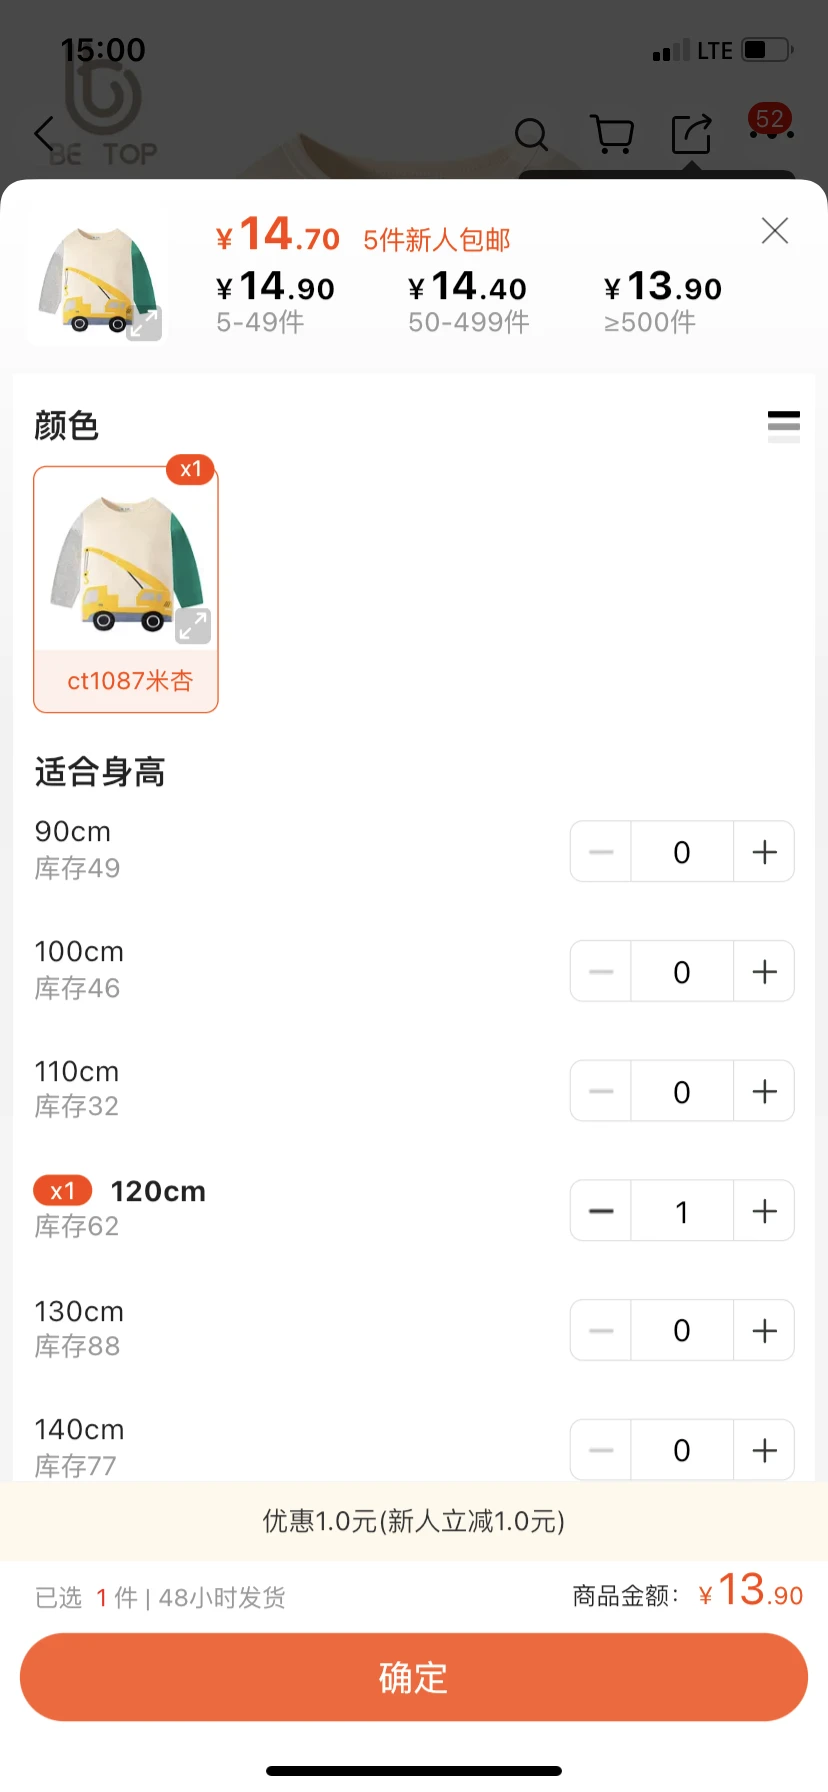 15:00
LTE
BE TOP
52
¥14.70 5件新人包邮
¥14.90 ¥14.40 ¥13.90
5-49件 50-499件 ≥500件
颜色
x1
ct1087米杏
适合身高
90cm
库存49
0
100cm
库存46
0
110cm
库存32
0
x1 120cm
库存62
1
130cm
库存88
0
140cm
库存77
0
优惠1.0元(新人立减1.0元)
已选 1 件 | 48小时发货
商品金额: ¥13.90
确定